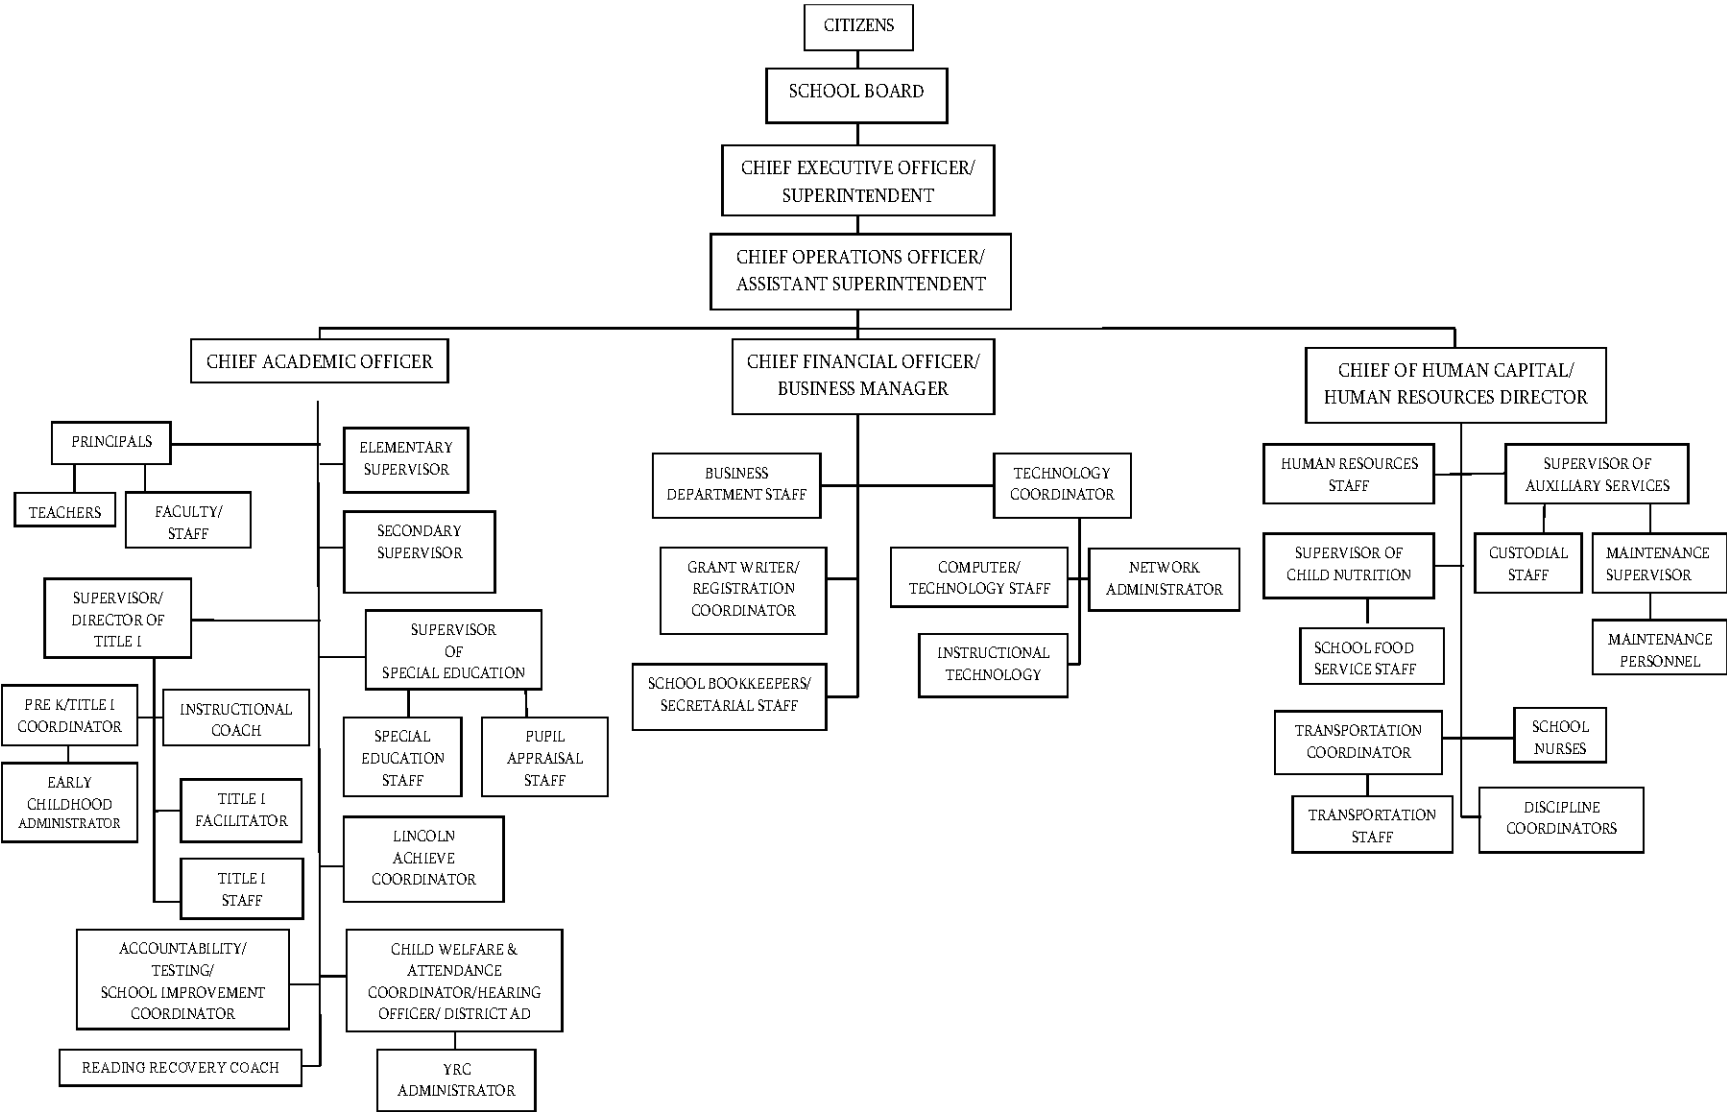 CITIZENS
SCHOOL BOARD
CHIEF EXECUTIVE OFFICER/
SUPERINTENDENT
CHIEF OPERATIONS OFFICER/
ASSISTANT SUPERINTENDENT
CHIEF ACADEMIC OFFICER
CHIEF FINANCIAL OFFICER/
BUSINESS MANAGER
CHIEF OF HUMAN CAPITAL/
HUMAN RESOURCES DIRECTOR
PRINCIPALS
TEACHERS
FACULTY/
STAFF
ELEMENTARY
SUPERVISOR
SECONDARY
SUPERVISOR
SUPERVISOR/
DIRECTOR OF
TITLE I
SUPERVISOR
OF
SPECIAL EDUCATION
PRE K/TITLE I
COORDINATOR
INSTRUCTIONAL
COACH
SPECIAL
EDUCATION
STAFF
PUPIL
APPRAISAL
STAFF
EARLY
CHILDHOOD
ADMINISTRATOR
TITLE I
FACILITATOR
TITLE I
STAFF
LINCOLN
ACHIEVE
COORDINATOR
ACCOUNTABILITY/
TESTING/
SCHOOL IMPROVEMENT
COORDINATOR
CHILD WELFARE &
ATTENDANCE
COORDINATOR/HEARING
OFFICER/ DISTRICT AD
READING RECOVERY COACH
YRC
ADMINISTRATOR
BUSINESS
DEPARTMENT STAFF
TECHNOLOGY
COORDINATOR
GRANT WRITER/
REGISTRATION
COORDINATOR
COMPUTER/
TECHNOLOGY STAFF
NETWORK
ADMINISTRATOR
SCHOOL BOOKKEEPERS/
SECRETARIAL STAFF
INSTRUCTIONAL
TECHNOLOGY
HUMAN RESOURCES
STAFF
SUPERVISOR OF
AUXILIARY SERVICES
SUPERVISOR OF
CHILD NUTRITION
CUSTODIAL
STAFF
MAINTENANCE
SUPERVISOR
SCHOOL FOOD
SERVICE STAFF
MAINTENANCE
PERSONNEL
TRANSPORTATION
COORDINATOR
SCHOOL
NURSES
TRANSPORTATION
STAFF
DISCIPLINE
COORDINATORS